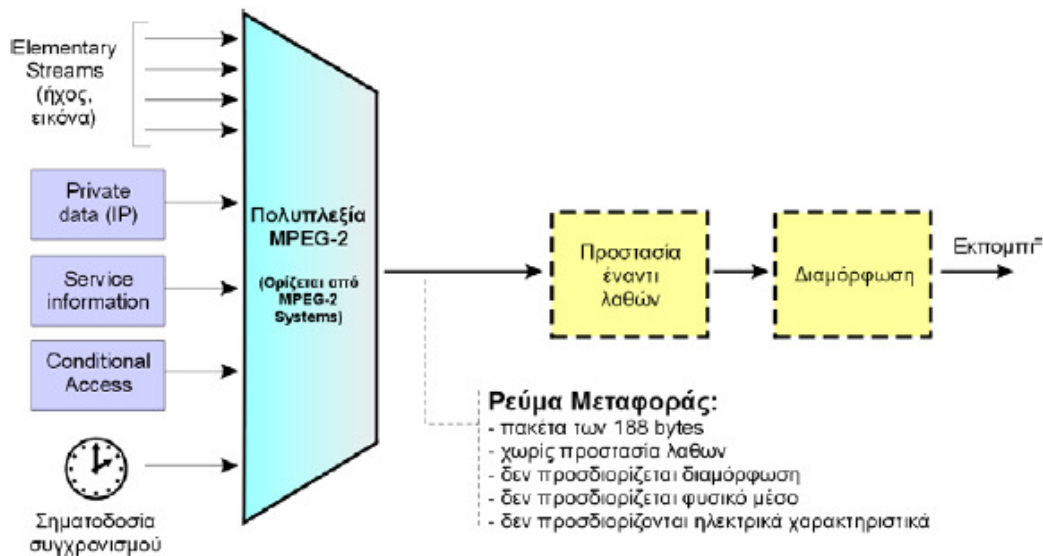 Elementary
Streams
(ήχος,
εικόνα)
Private
data (IP)
Service
information
Conditional
Access
Σηματοδοσία
συγχρονισμού
Πολυπλεξία
MPEG-2
(Ορίζεται από
MPEG-2
Systems)
Προστασία
έναντι
λαθών
Διαμόρφωση
Εκπομπή
Ρεύμα Μεταφοράς:
- πακέτα των 188 bytes
- χωρίς προστασία λαθων
- δεν προσδιορίζεται διαμόρφωση
- δεν προσδιορίζεται φυσικό μέσο
- δεν προσδιορίζονται ηλεκτρικά χαρακτηριστικά